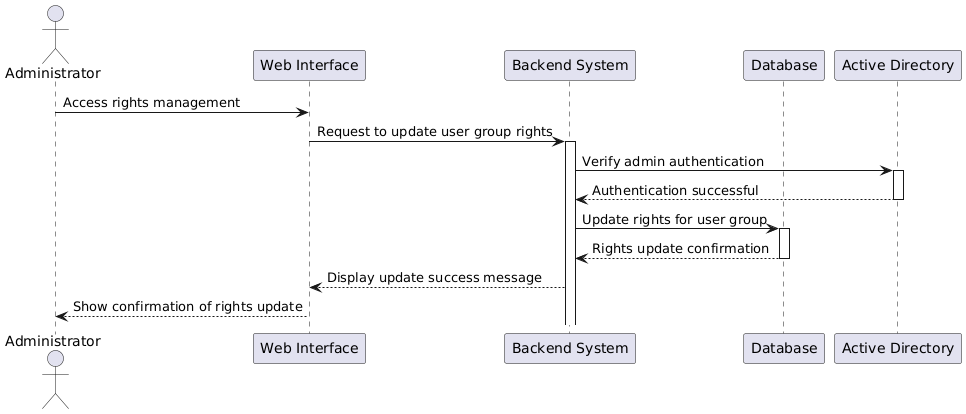 Administrator
Web Interface
Backend System
Database
Active Directory
Access rights management
Request to update user group rights
Verify admin authentication
Authentication successful
Update rights for user group
Rights update confirmation
Display update success message
Show confirmation of rights update
Administrator
Web Interface
Backend System
Database
Active Directory